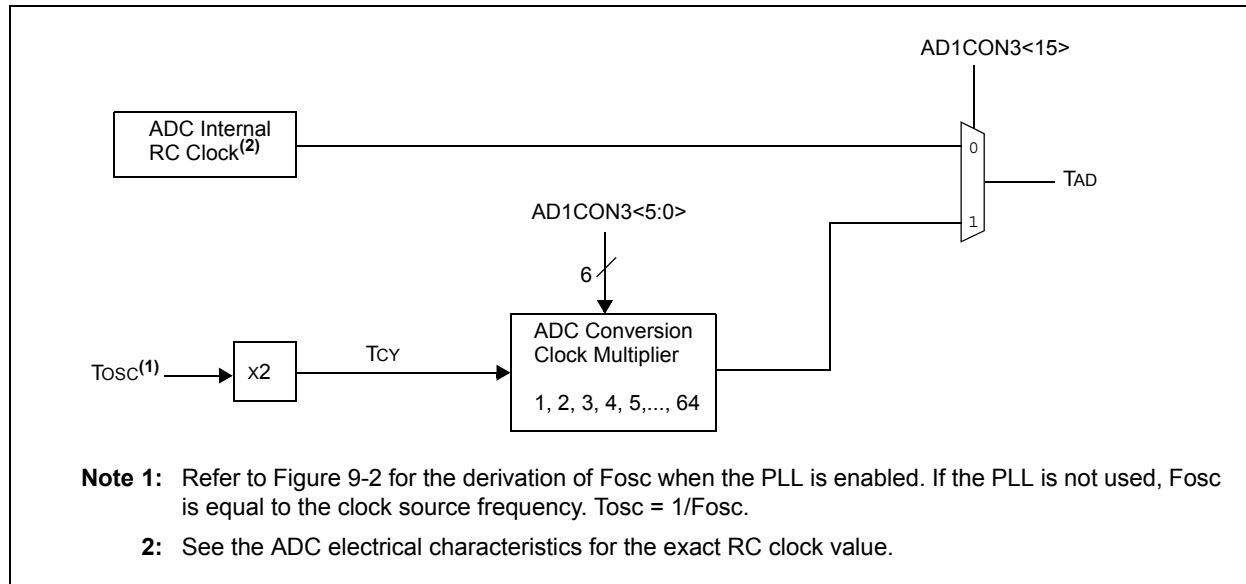 AD1CON3<15>
ADC Internal
RC Clock(2)
0
TAD
AD1CON3<5:0>
1
6
ADC Conversion
Clock Multiplier
TOSC(1)
X2
TCY
1, 2, 3, 4, 5,..., 64
Note 1: Refer to Figure 9-2 for the derivation of Fosc when the PLL is enabled. If the PLL is not used, Fosc
is equal to the clock source frequency. Tosc = 1/Fosc.
2: See the ADC electrical characteristics for the exact RC clock value.